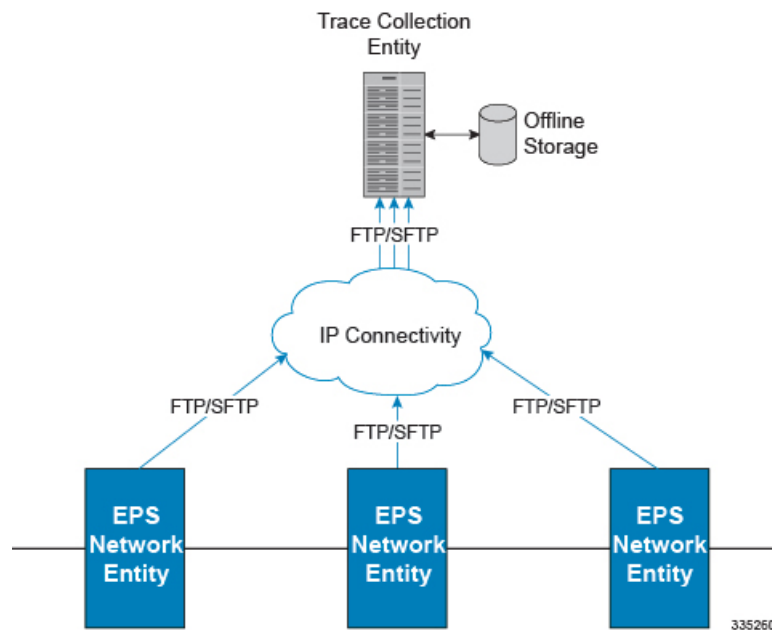 Trace Collection
Entity
Offline
Storage
FTP/SFTP
IP Connectivity
FTP/SFTP
FTP/SFTP
FTP/SFTP
EPS
Network
Entity
EPS
Network
Entity
EPS
Network
Entity
335260